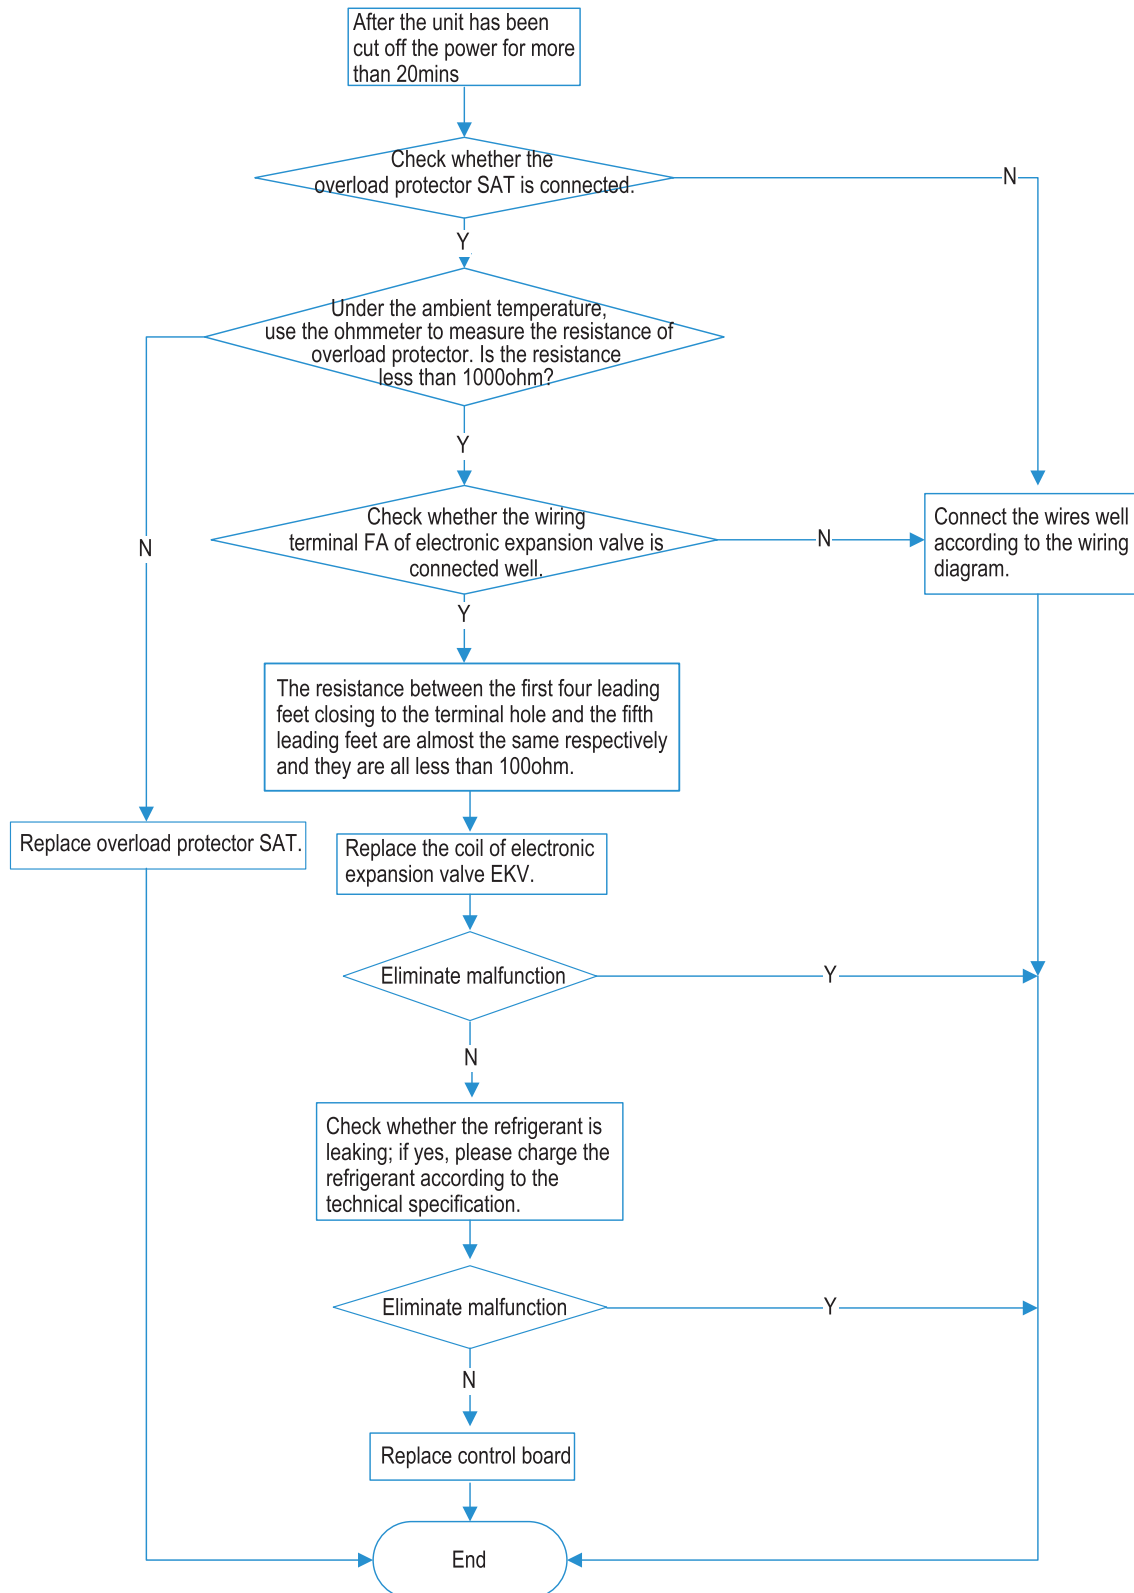 After the unit has been
cut off the power for more
than 20mins
Check whether the
overload protector SAT is connected.
N
Y
Under the ambient temperature,
use the ohmmeter to measure the resistance of
overload protector. Is the resistance
less than 1000ohm?
Y
N
Check whether the wiring
terminal FA of electronic expansion valve is
connected well.
N
Connect the wires well
according to the wiring
diagram.
Y
The resistance between the first four leading
feet closing to the terminal hole and the fifth
leading feet are almost the same respectively
and they are all less than 100ohm.
Replace overload protector SAT.
Replace the coil of electronic
expansion valve EKV.
Eliminate malfunction
Y
N
Check whether the refrigerant is
leaking; if yes, please charge the
refrigerant according to the
technical specification.
Eliminate malfunction
Y
N
Replace control board
End